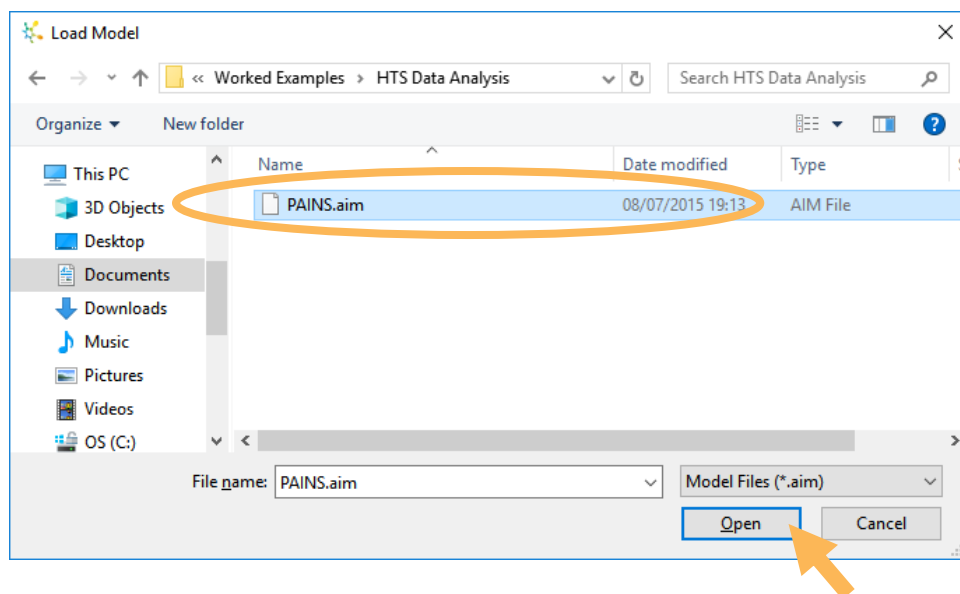 Load Model
« Worked Examples > HTS Data Analysis Search HTS Data Analysis
Organize New folder ?
Name Date modified Type
This PC
PAINS.aim 08/07/2015 19:13 AIM File
3D Objects
Desktop
Documents
Downloads
Music
Pictures
Videos
OS (C:)
File name: PAINS.aim Model Files (*.aim)
Open Cancel